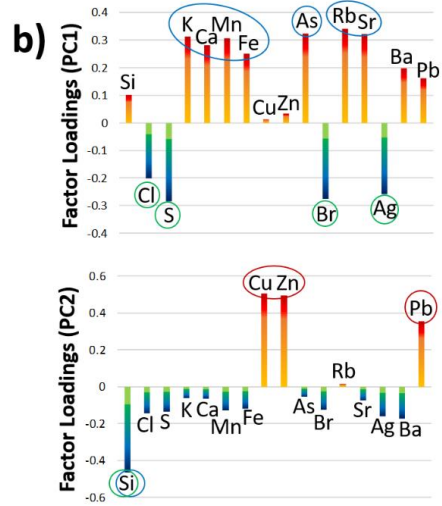 b)
Factor Loadings (PC1)
0.4
0.3
0.2
0.1
0
-0.1
-0.2
-0.3
-0.4
Si
Cl
S
K
Ca
Mn
Fe
Cu
Zn
As
Br
Rb
Sr
Ag
Ba
Pb
Factor Loadings (PC2)
0.6
0.4
0.2
0
-0.2
-0.4
-0.6
Si
Cl
S
K
Ca
Mn
Fe
Cu
Zn
As
Br
Rb
Sr
Ag
Ba
Pb